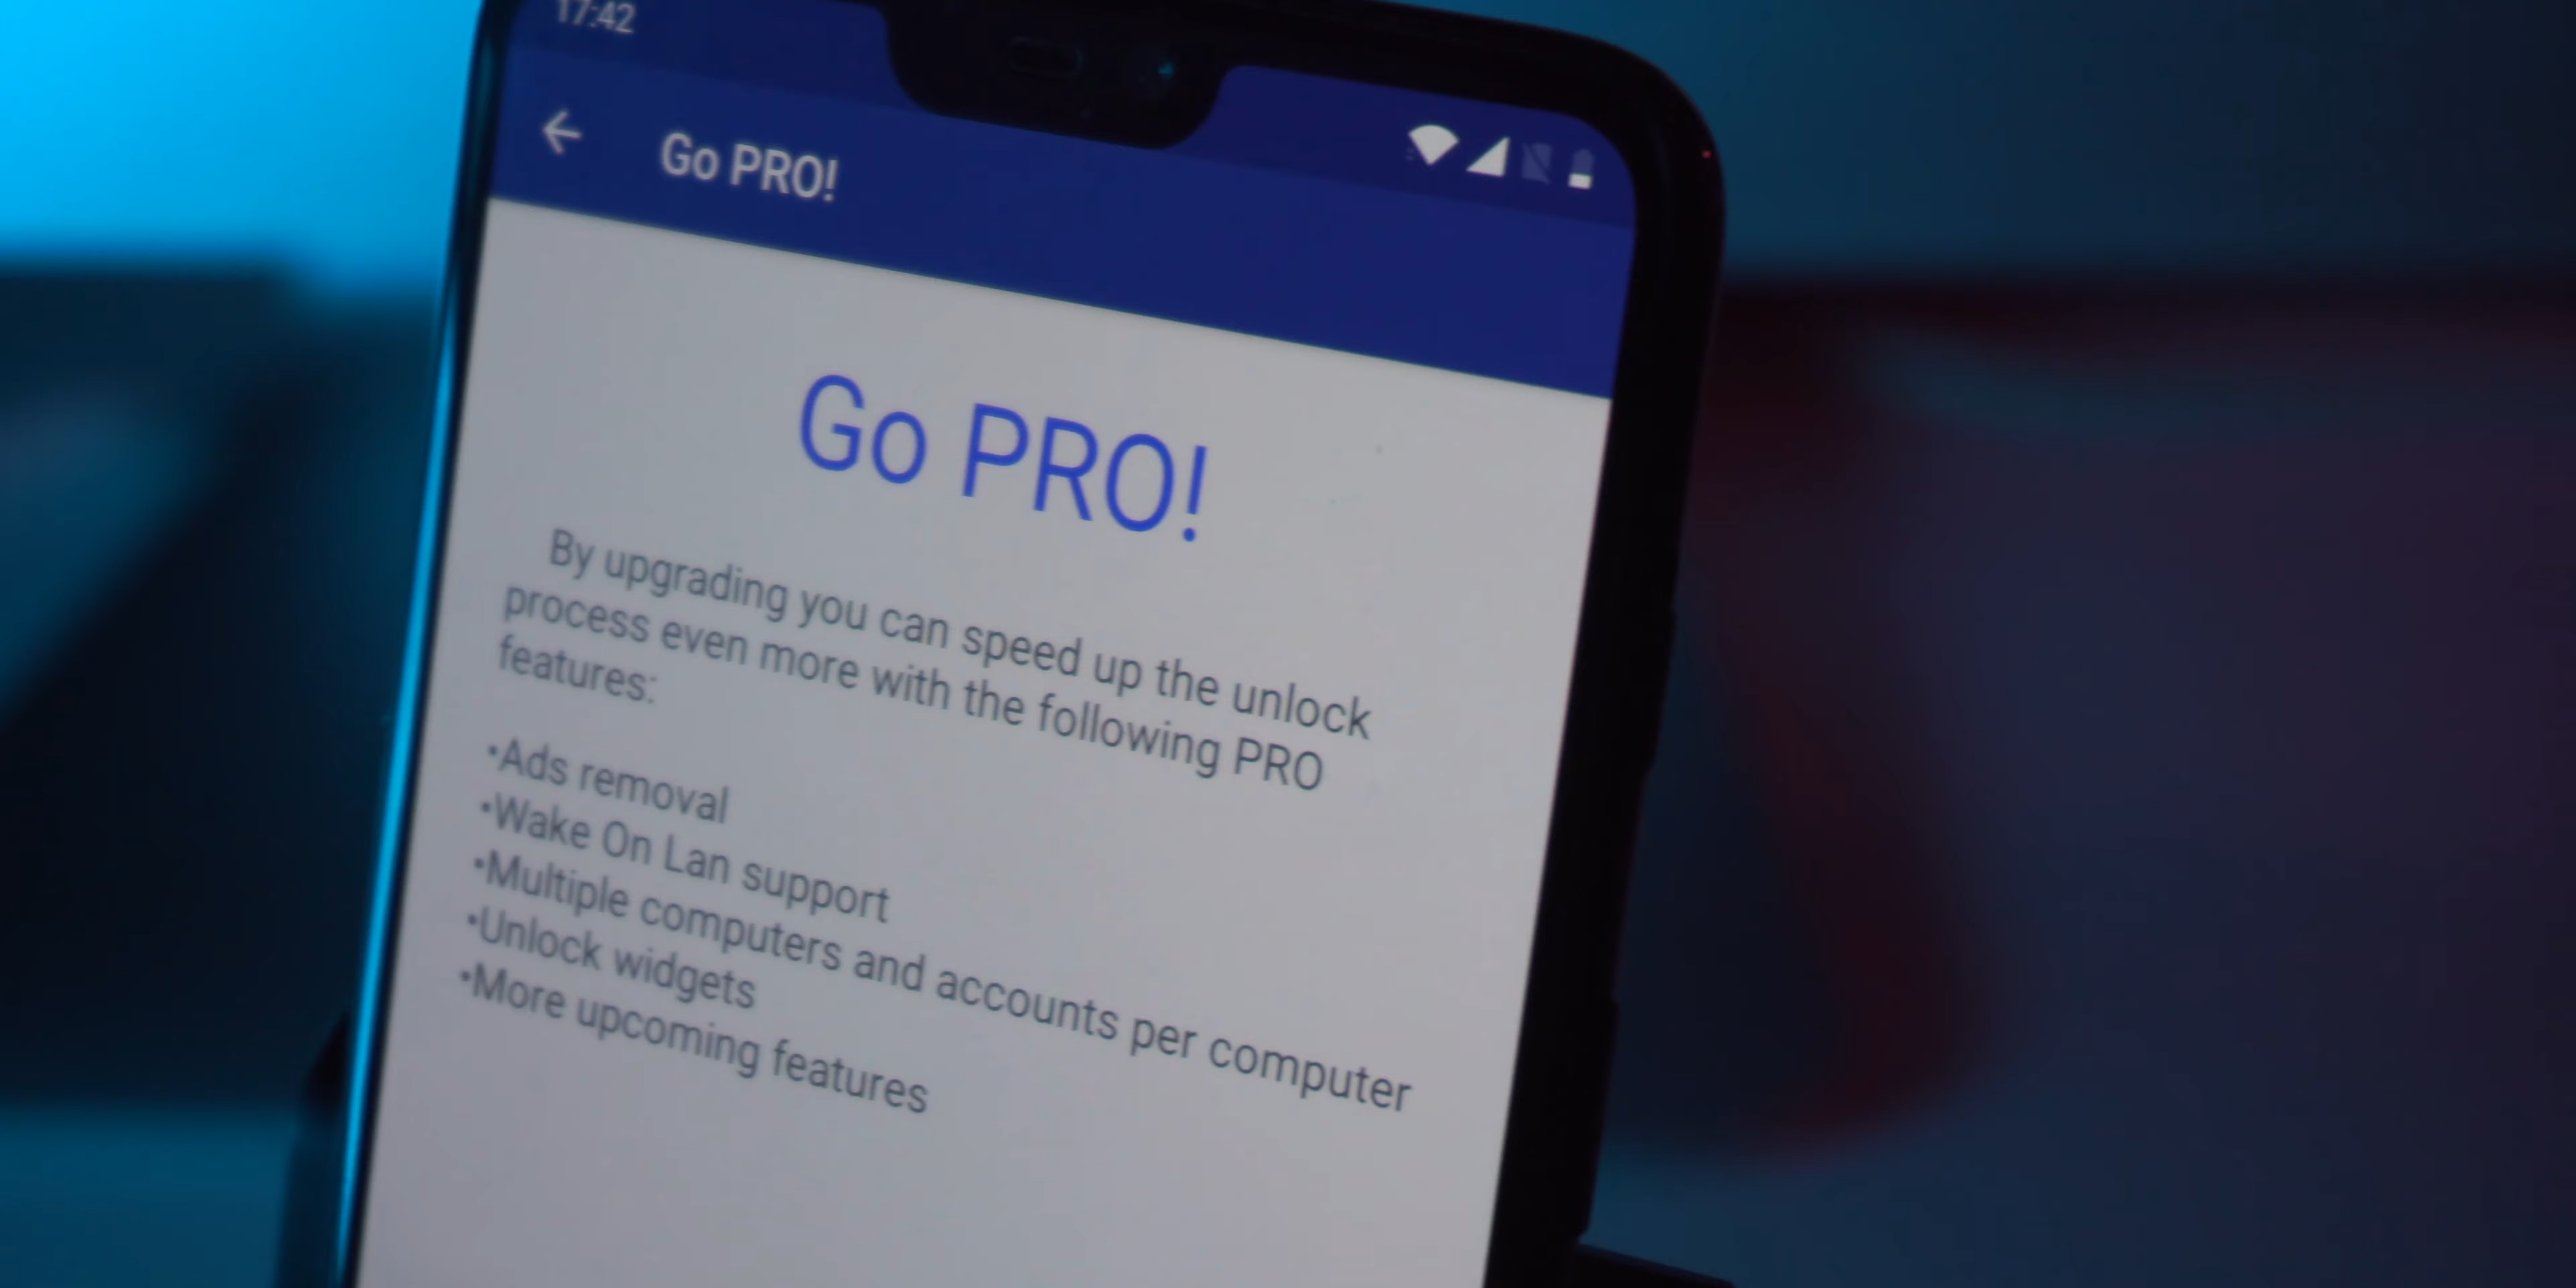 17:42
Go PRO!
Go PRO!
By upgrading you can speed up the unlock
process even more with the following PRO
features:
•Ads removal
•Wake On Lan support
•Multiple computers and accounts per computer
•Unlock widgets
•More upcoming features